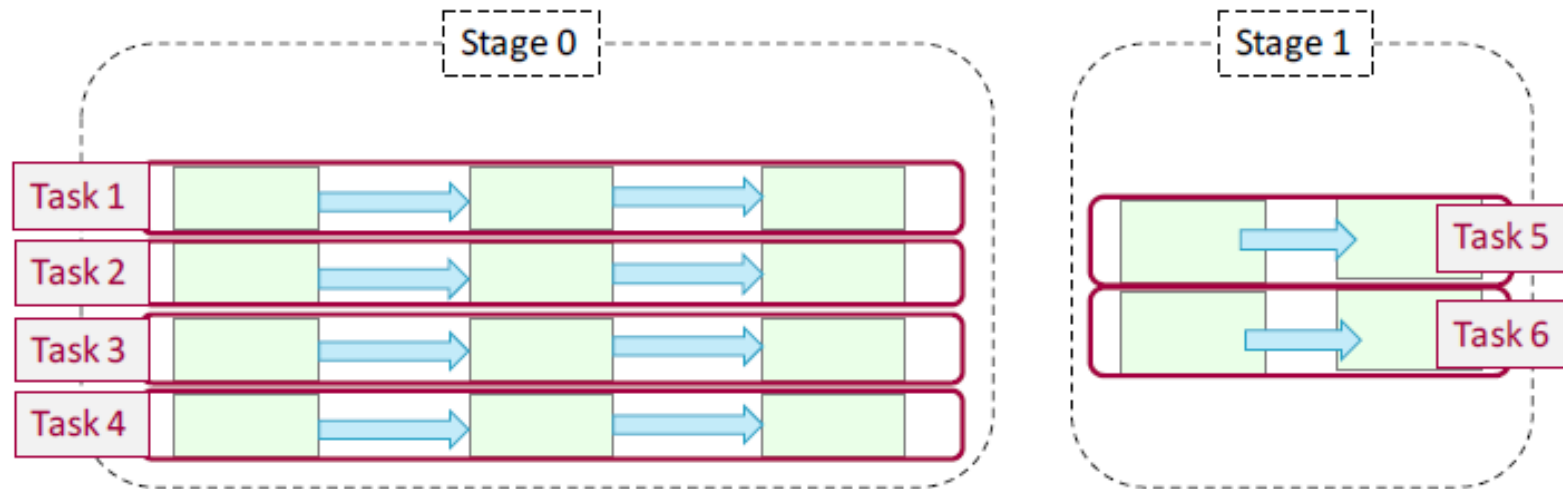 Stage 0
Stage 1
Task 1
Task 2
Task 3
Task 4
Task 5
Task 6